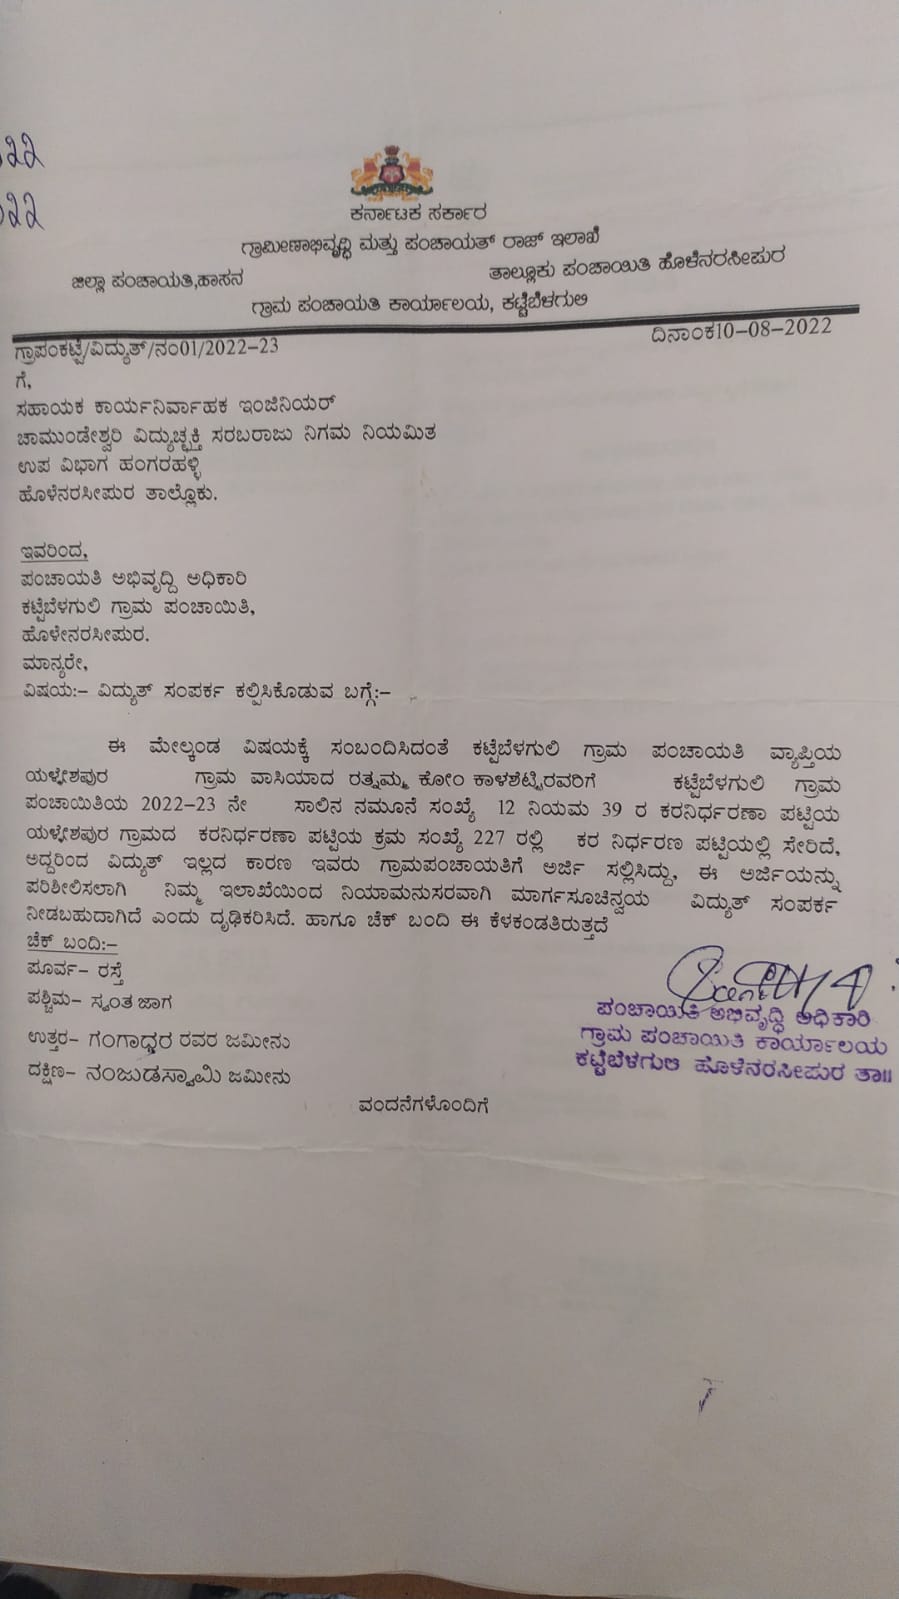 22
22
ಕರ್ನಾಟಕ ಸರ್ಕಾರ
ಗ್ರಾಮೀಣಾಭಿವೃದ್ಧಿ ಮತ್ತು ಪಂಚಾಯತ್ ರಾಜ್ ಇಲಾಖೆ
ಜಿಲ್ಲಾ ಪಂಚಾಯತಿ,ಹಾಸನ ತಾಲ್ಲೂಕು ಪಂಚಾಯಿತಿ ಹೊಳೆನರಸೀಪುರ
ಗ್ರಾಮ ಪಂಚಾಯತಿ ಕಾರ್ಯಾಲಯ, ಕಟ್ಟೆಬೆಳಗುಲಿ
ಗ್ರಾಪಂಕಟ್ಟೆ/ವಿದ್ಯುತ್/ನಂ01/2022-23 ದಿನಾಂಕ10-08-2022
ಗೆ,
ಸಹಾಯಕ ಕಾರ್ಯನಿರ್ವಾಹಕ ಇಂಜಿನಿಯರ್
ಚಾಮುಂಡೇಶ್ವರಿ ವಿದ್ಯುಚ್ಛಕ್ತಿ ಸರಬರಾಜು ನಿಗಮ ನಿಯಮಿತ
ಉಪ ವಿಭಾಗ ಹಂಗರಹಳ್ಳಿ
ಹೊಳೆನರಸೀಪುರ ತಾಲ್ಲೊಕು.
ಇವರಿಂದ,
ಪಂಚಾಯತಿ ಅಭಿವೃದ್ದಿ ಅಧಿಕಾರಿ
ಕಟ್ಟೆಬೆಳಗುಲಿ ಗ್ರಾಮ ಪಂಚಾಯಿತಿ,
ಹೊಳೇನರಸೀಪುರ.
ಮಾನ್ಯರೇ,
ವಿಷಯ:- ವಿದ್ಯುತ್ ಸಂಪರ್ಕ ಕಲ್ಪಿಸಿಕೊಡುವ ಬಗ್ಗೆ:-
ಈ ಮೇಲ್ಕಂಡ ವಿಷಯಕ್ಕೆ ಸಂಬಂದಿಸಿದಂತೆ ಕಟ್ಟೆಬೆಳಗುಲಿ ಗ್ರಾಮ ಪಂಚಾಯತಿ ವ್ಯಾಪ್ತಿಯ
ಯಳ್ಳೇಶಪುರ ಗ್ರಾಮ ವಾಸಿಯಾದ ರತ್ನಮ್ಮ ಕೋಂ ಕಾಳಶೆಟ್ಟಿರವರಿಗೆ ಕಟ್ಟೆಬೆಳಗುಲಿ ಗ್ರಾಮ
ಪಂಚಾಯಿತಿಯ 2022-23 ನೇ ಸಾಲಿನ ನಮೂನೆ ಸಂಖ್ಯೆ 12 ನಿಯಮ 39 ರ ಕರನಿರ್ಧರಣಾ ಪಟ್ಟಿಯ
ಯಳ್ಳೇಶಪುರ ಗ್ರಾಮದ ಕರನಿರ್ಧರಣಾ ಪಟ್ಟಿಯ ಕ್ರಮ ಸಂಖ್ಯೆ 227 ರಲ್ಲಿ ಕರ ನಿರ್ಧರಣ ಪಟ್ಟಿಯಲ್ಲಿ ಸೇರಿದೆ,
ಅದ್ದರಿಂದ ವಿದ್ಯುತ್ ಇಲ್ಲದ ಕಾರಣ ಇವರು ಗ್ರಾಮಪಂಚಾಯತಿಗೆ ಅರ್ಜಿ ಸಲ್ಲಿಸಿದ್ದು, ಈ ಅರ್ಜಿಯನ್ನು
ಪರಿಶೀಲಿಸಲಾಗಿ ನಿಮ್ಮ ಇಲಾಖೆಯಿಂದ ನಿಯಾಮನುಸರವಾಗಿ ಮಾರ್ಗಸೂಚಿನ್ವಯ ವಿದ್ಯುತ್ ಸಂಪರ್ಕ
ನೀಡಬಹುದಾಗಿದೆ ಎಂದು ದೃಢಿಕರಿಸಿದೆ. ಹಾಗೂ ಚೆಕ್ ಬಂದಿ ಈ ಕೆಳಕಂಡತಿರುತ್ತದೆ
ಚೆಕ್ ಬಂದಿ:-
ಪೂರ್ವ- ರಸ್ತೆ
ಪಶ್ಚಿಮ- ಸ್ವಂತ ಜಾಗ
ಉತ್ತರ- ಗಂಗಾಧ್ಹರ ರವರ ಜಮೀನು
ದಕ್ಷಿಣ- ನಂಜುಡಸ್ವಾಮಿ ಜಮೀನು
ಪಂಚಾಯಿತಿ ಅಭಿವೃದ್ಧಿ ಅಧಿಕಾರಿ
ಗ್ರಾಮ ಪಂಚಾಯಿತಿ ಕಾರ್ಯಾಲಯ
ಕಟ್ಟೆಬೆಳಗುಲಿ ಹೊಳೆನರಸೀಪುರ ತಾ||
ವಂದನೆಗಳೊಂದಿಗೆ